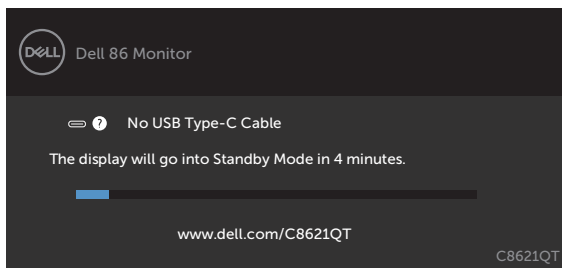 DELL
Dell 86 Monitor
? No USB Type-C Cable
The display will go into Standby Mode in 4 minutes.
www.dell.com/C8621QT
C8621QT